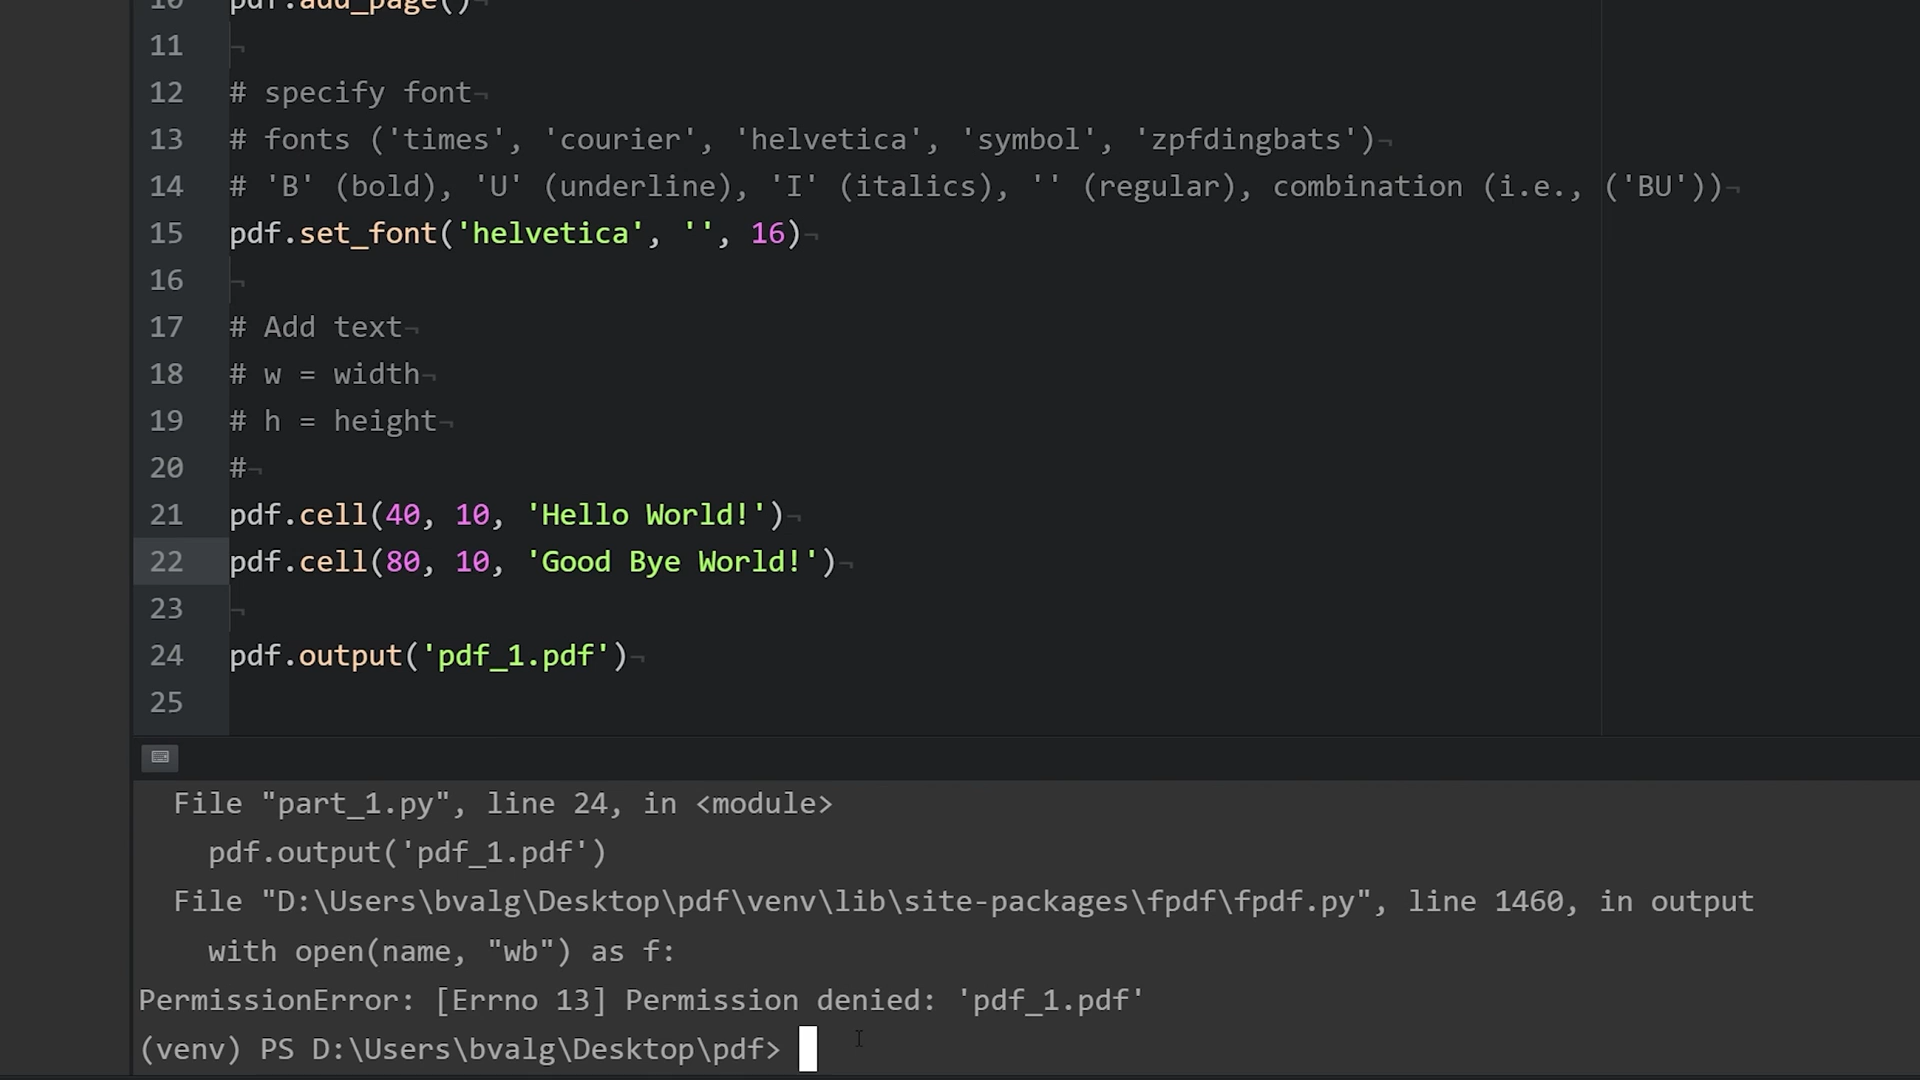 10 pdf.add_page()¬
11 ¬
12 # specify font¬
13 # fonts ('times', 'courier', 'helvetica', 'symbol', 'zpfdingbats')¬
14 # 'B' (bold), 'U' (underline), 'I' (italics), '' (regular), combination (i.e., ('BU'))¬
15 pdf.set_font('helvetica', '', 16)¬
16 ¬
17 # Add text¬
18 # w = width¬
19 # h = height¬
20 #¬
21 pdf.cell(40, 10, 'Hello World!')¬
22 pdf.cell(80, 10, 'Good Bye World!')¬
23 ¬
24 pdf.output('pdf_1.pdf')¬
25
File "part_1.py", line 24, in <module>
pdf.output('pdf_1.pdf')
File "D:\Users\bvalg\Desktop\pdf\venv\lib\site-packages\fpdf\fpdf.py", line 1460, in output
with open(name, "wb") as f:
PermissionError: [Errno 13] Permission denied: 'pdf_1.pdf'
(venv) PS D:\Users\bvalg\Desktop\pdf>